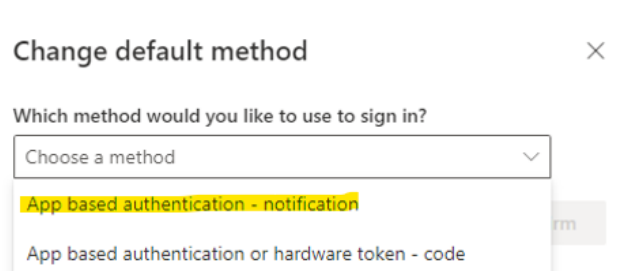 Change default method
Which method would you like to use to sign in?
Choose a method
App based authentication - notification
rm
App based authentication or hardware token - code